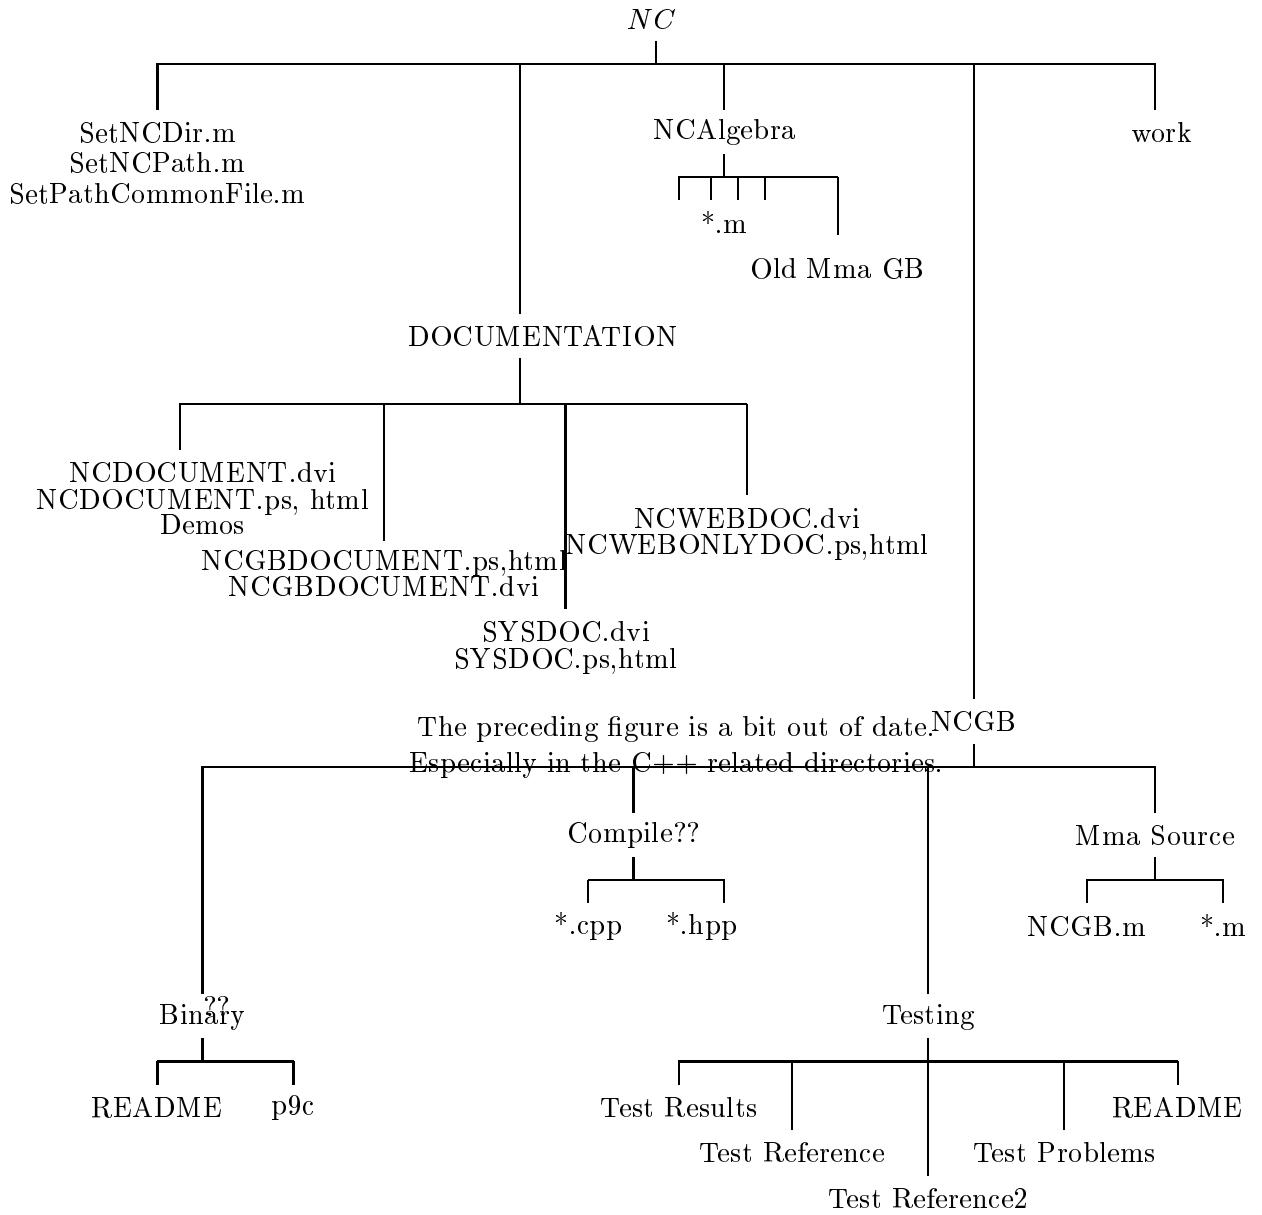 NC
SetNCDir.m
SetNCPath.m
SetPathCommonFile.m
NCAlgebra
work
*.m
Old Mma GB
DOCUMENTATION
NCDOCUMENT.dvi
NCDOCUMENT.ps, html
Demos
NCGBDOCUMENT.ps,html
NCGBDOCUMENT.dvi
NCWEBDOC.dvi
NCWEBONLYDOC.ps,html
SYSDOC.dvi
SYSDOC.ps,html
NCGB
The preceding figure is a bit out of date.
Especially in the C++ related directories.
Compile??
Mma Source
*.cpp
*.hpp
NCGB.m
*.m
??
Binary
Testing
README
p9c
Test Results
README
Test Reference
Test Problems
Test Reference2